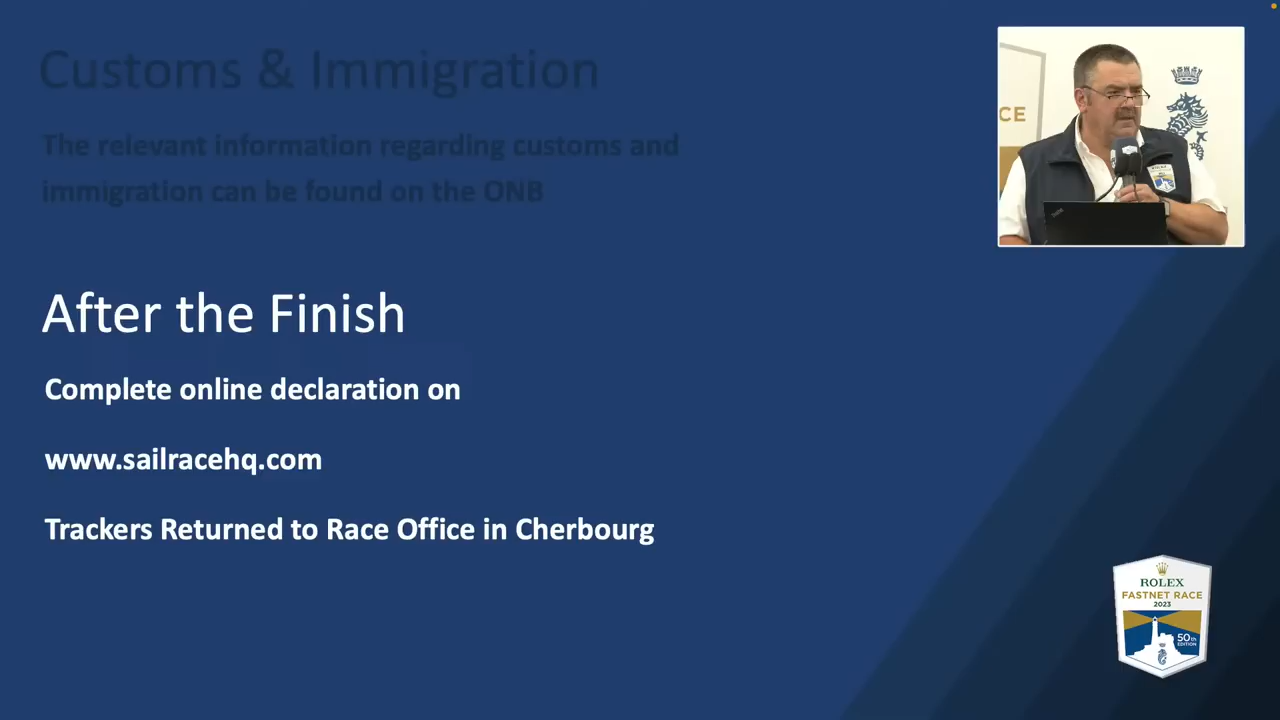 Customs & Immigration
The relevant information regarding customs and
immigration can be found on the ONB
After the Finish
Complete online declaration on
www.sailracehq.com
Trackers Returned to Race Office in Cherbourg
ACE
ROLEX
FASTNET RACE
2023
50th
EDITION